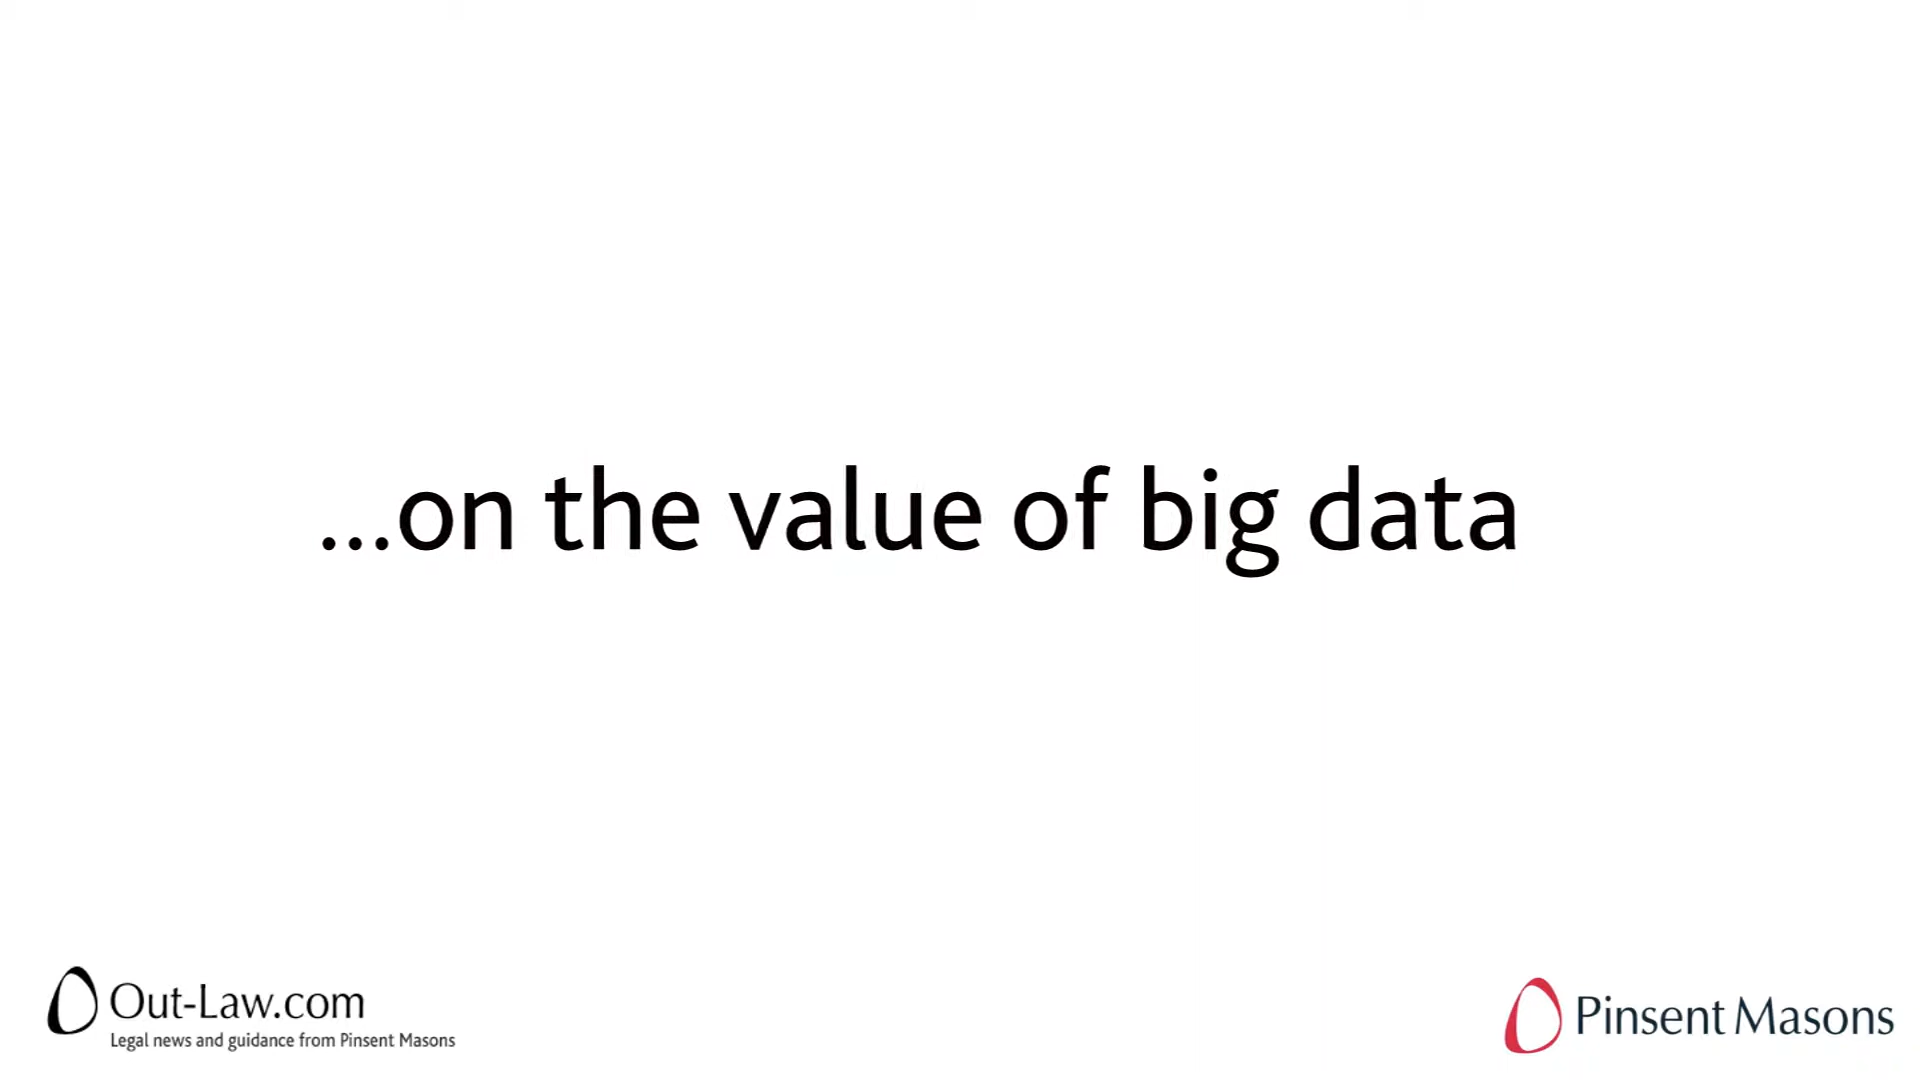 ...on the value of big data
Out-Law.com
Legal news and guidance from Pinsent Masons
Pinsent Masons